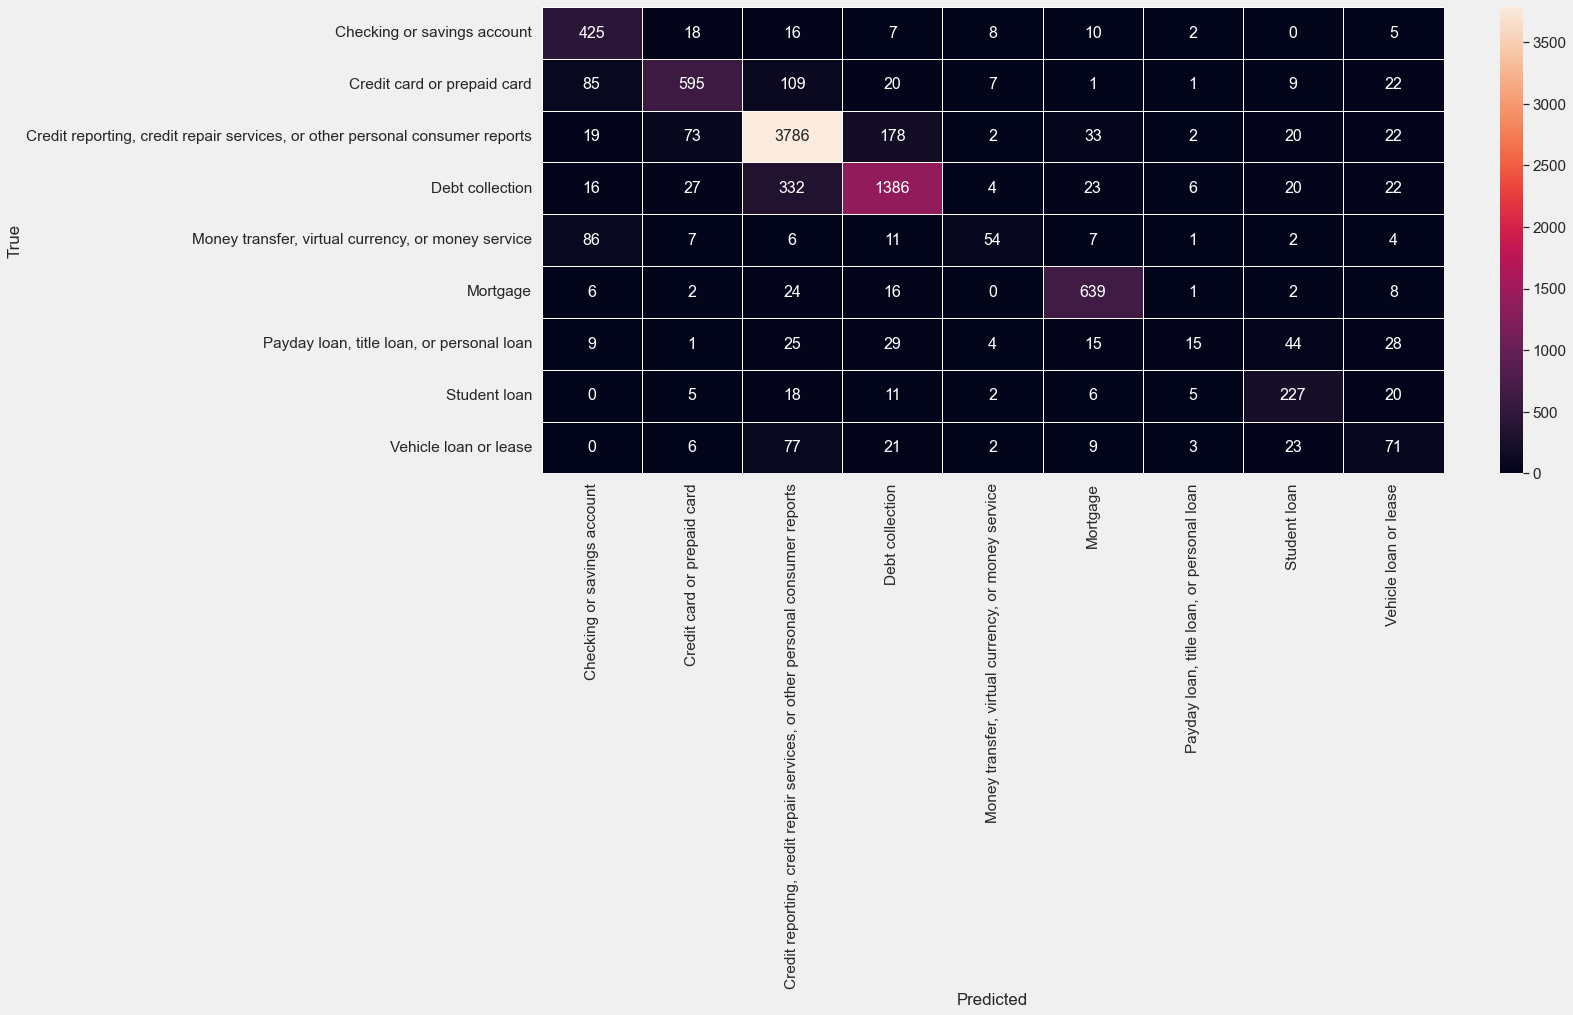 Checking or savings account 425 18 16 7 8 10 2 0 5
Credit card or prepaid card 85 595 109 20 7 1 1 9 22
Credit reporting, credit repair services, or other personal consumer reports 19 73 3786 178 2 33 2 20 22
Debt collection 16 27 332 1386 4 23 6 20 22
Money transfer, virtual currency, or money service 86 7 6 11 54 7 1 2 4
Mortgage 6 2 24 16 0 639 1 2 8
Payday loan, title loan, or personal loan 9 1 25 29 4 15 15 44 28
Student loan 0 5 18 11 2 6 5 227 20
Vehicle loan or lease 0 6 77 21 2 9 3 23 71
True
Checking or savings account
Credit card or prepaid card
Credit reporting, credit repair services, or other personal consumer reports
Debt collection
Money transfer, virtual currency, or money service
Mortgage
Payday loan, title loan, or personal loan
Student loan
Vehicle loan or lease
Predicted
3500
3000
2500
2000
1500
1000
500
0